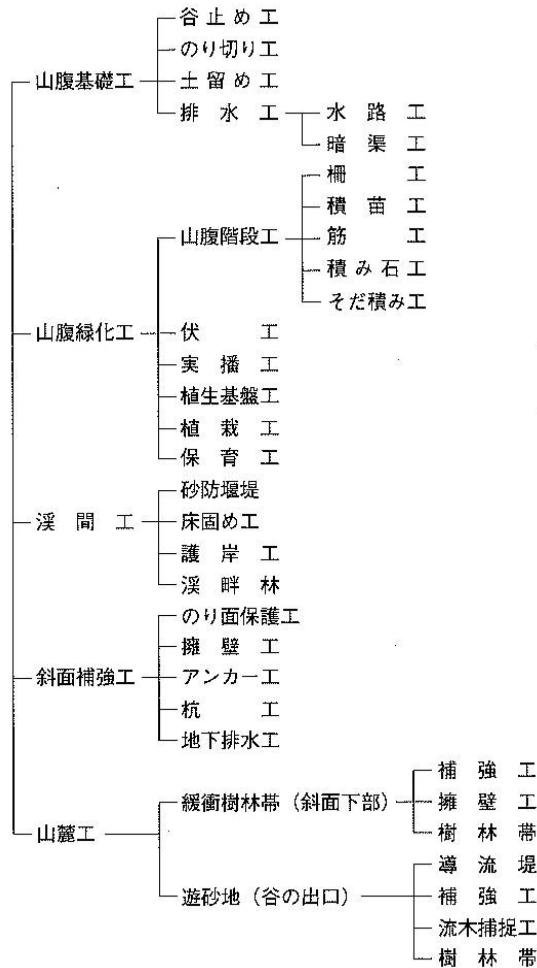 谷止め工
のり切り工
山腹基礎工
土留め工
排水工
水路工
暗渠工
柵工
積苗工
山腹階段工
筋工
積み石工
そだ積み工
山腹緑化工
伏工
実播工
植生基盤工
植栽工
保育工
砂防堰堤
渓間工
床固め工
護岸工
渓畔林
のり面保護工
擁壁工
斜面補強工
アンカー工
杭工
地下排水工
補強工
緩衝樹林帯（斜面下部）
擁壁工
樹林帯
山麓工
導流堤
遊砂地（谷の出口）
補強工
流木捕捉工
樹林帯